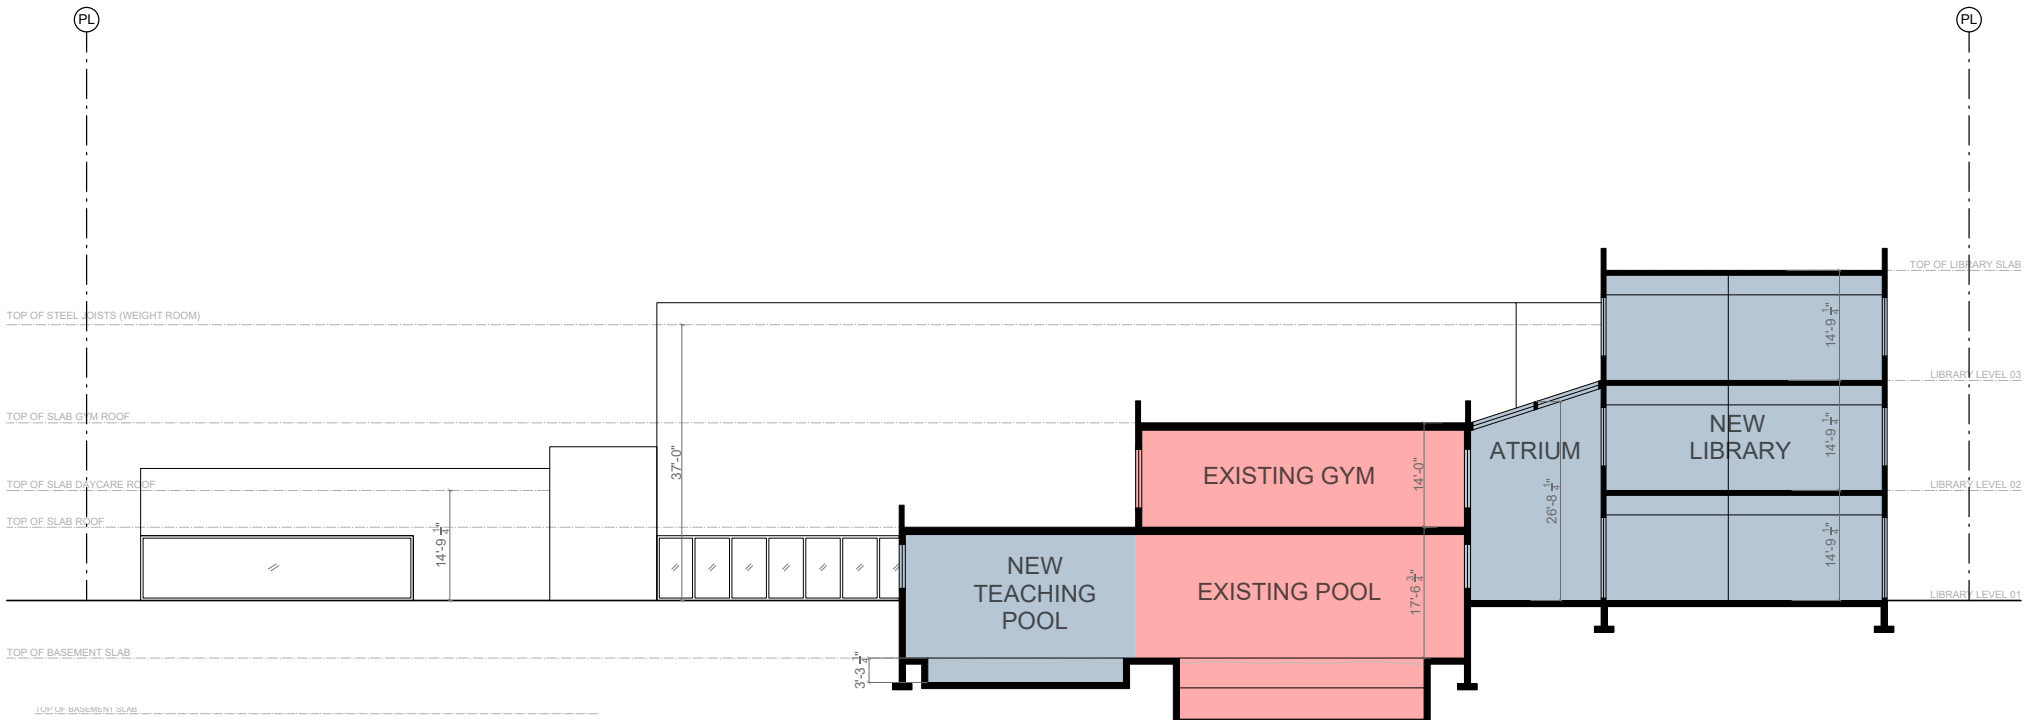 PL
PL
TOP OF LIBRARY SLAB
TOP OF STEEL JOISTS (WEIGHT ROOM)
14'-9 1/4"
LIBRARY LEVEL 03
TOP OF SLAB GYM ROOF
NEW
LIBRARY
14'-9 1/4"
ATRIUM
37'-0"
EXISTING GYM
14'-0"
26'-8 1/4"
TOP OF SLAB DAYCARE ROOF
LIBRARY LEVEL 02
TOP OF SLAB ROOF
14'-9 1/4"
14'-9 1/4"
NEW
TEACHING
POOL
EXISTING POOL
17'-6 3/4"
LIBRARY LEVEL 01
TOP OF BASEMENT SLAB
3'-3 1/4"
TOP OF BASEMENT SLAB